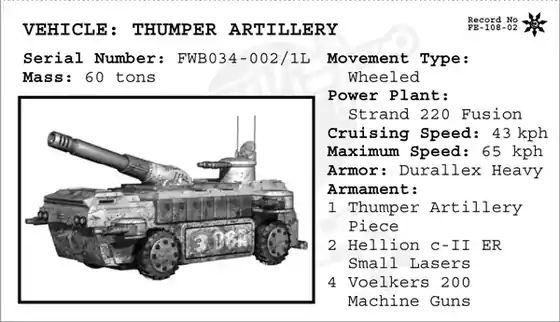 VEHICLE: THUMPER ARTILLERY
Record No
FE-108-02
Serial Number: FWB034-002/1L
Mass: 60 tons
Movement Type:
Wheeled
Power Plant:
Strand 220 Fusion
Cruising Speed: 43 kph
Maximum Speed: 65 kph
Armor: Durallex Heavy
Armament:
1 Thumper Artillery
Piece
2 Hellion c-II ER
Small Lasers
4 Voelkers 200
Machine Guns